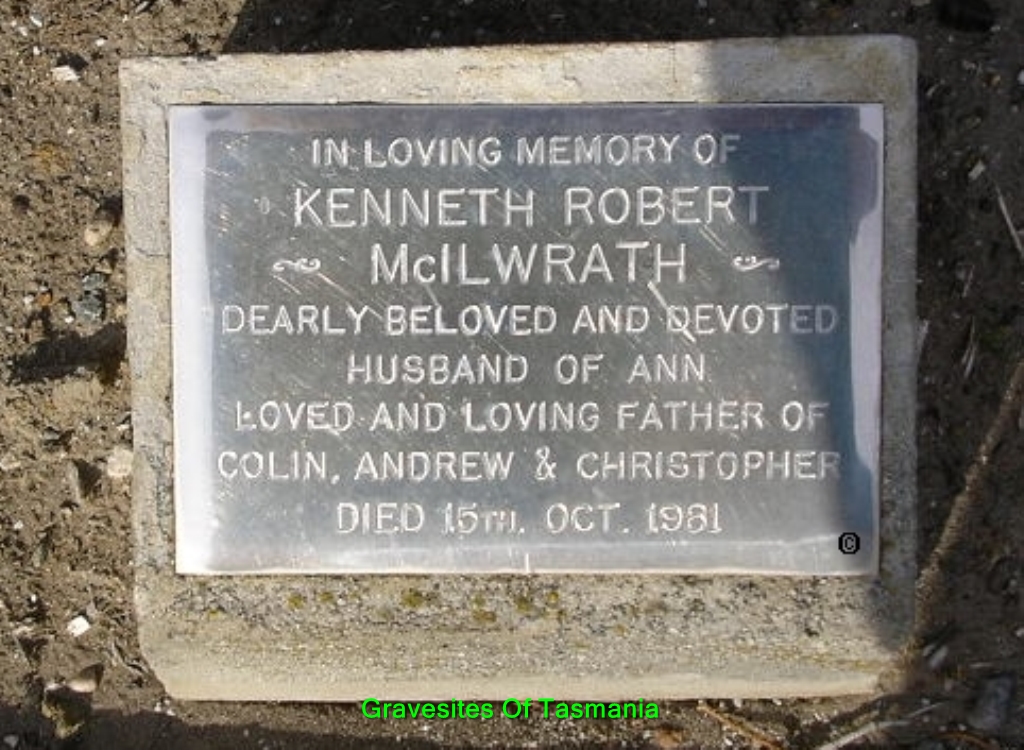 IN LOVING MEMORY OF
KENNETH ROBERT
McILWRATH
DEARLY BELOVED AND DEVOTED
HUSBAND OF ANN
LOVED AND LOVING FATHER OF
COLIN, ANDREW & CHRISTOPHER
DIED 15TH. OCT. 1981
©
Gravesites Of Tasmania